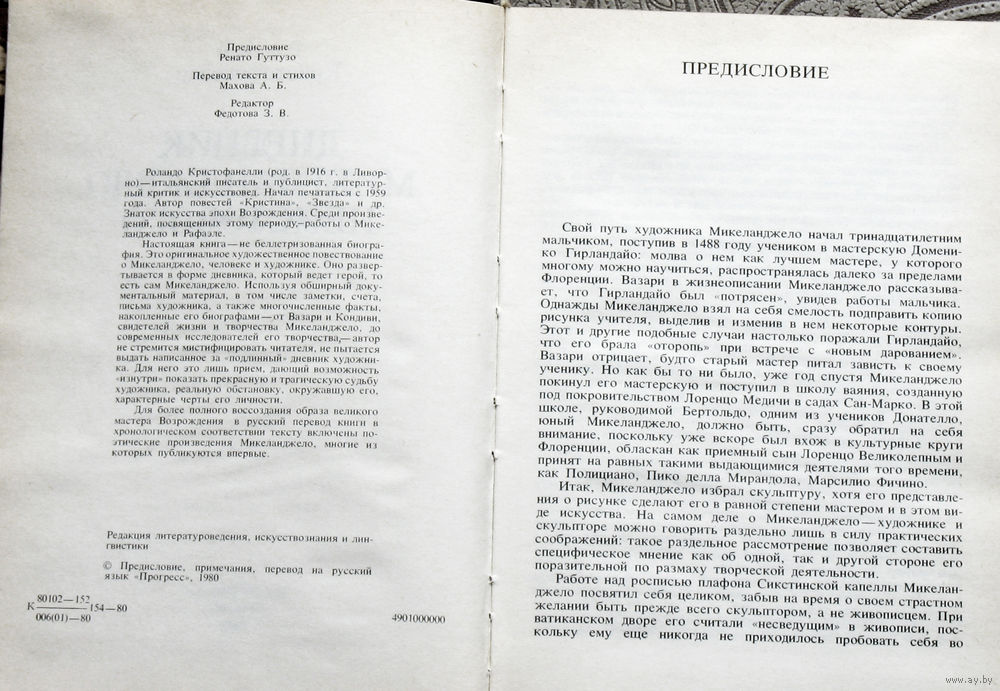 Предисловие
Ренато Гуттузо
Перевод текста и стихов
Махова А. Б.
Редактор
Федотова З. В.
Роландо Кристофанелли (род. в 1916 г. в Ливор-
но)—итальянский писатель и публицист, литератур-
ный критик и искусствовед. Начал печататься с 1959
года. Автор повестей «Кристина», «Звезда» и др.
Знаток искусства эпохи Возрождения. Среди произве-
дений, посвященных этому периоду,—работы о Мике-
ланджело и Рафаэле.
Настоящая книга—не беллетризованная биогра-
фия. Это оригинальное художественное повествование
о Микеланджело, человеке и художнике. Оно развер-
тывается в форме дневника, который ведет герой, то
есть сам Микеланджело. Используя обширный доку-
ментальный материал, в том числе заметки, счета,
письма художника, а также многочисленные факты,
накопленные его биографами—от Вазари и Кондиви,
свидетелей жизни и творчества Микеланджело, до
современных исследователей его творчества,—автор
не стремится мистифицировать читателя, не пытается
выдать написанное за «подлинный» дневник художни-
ка. Для него это лишь прием, дающий возможность
«изнутри» показать прекрасную и трагическую судьбу
художника, реальную обстановку, окружавшую его,
характерные черты его личности.
Для более полного воссоздания образа великого
мастера Возрождения в русский перевод книги в
хронологическом соответствии тексту включены по-
этические произведения Микеланджело, многие из
которых публикуются впервые.
Редакция литературоведения, искусствознания и лин-
гвистики
© Предисловие, примечания, перевод на русский
язык «Прогресс», 1980
80102—152
К 154—80
006(01)—80
4901000000
ПРЕДИСЛОВИЕ
Свой путь художника Микеланджело начал тринадцатилетним
мальчиком, поступив в 1488 году учеником в мастерскую Домени-
ко Гирландайо: молва о нем как лучшем мастере, у которого
многому можно научиться, распространялась далеко за пределами
Флоренции. Вазари в жизнеописании Микеланджело рассказыва-
ет, что Гирландайо был «потрясен», увидев работы мальчика.
Однажды Микеланджело взял на себя смелость подправить копию
рисунка учителя, выделив и изменив в нем некоторые контуры.
Этот и другие подобные случаи настолько поражали Гирландайо,
что его брала «оторопь» при встрече с «новым дарованием».
Вазари отрицает, будто старый мастер питал зависть к своему
ученику. Но как бы то ни было, уже год спустя Микеланджело
покинул его мастерскую и поступил в школу ваяния, созданную
под покровительством Лоренцо Медичи в садах Сан-Марко. В этой
школе, руководимой Бертольдо, одним из учеников Донателло,
юный Микеланджело, должно быть, сразу обратил на себя
внимание, поскольку уже вскоре был вхож в культурные круги
Флоренции, обласкан как приемный сын Лоренцо Великолепным и
принят на равных такими выдающимися деятелями того времени,
как Полициано, Пико делла Мирандола, Марсилио Фичино.
Итак, Микеланджело избрал скульптуру, хотя его представле-
ния о рисунке сделают его в равной степени мастером и в этом ви-
де искусства. На самом деле о Микеланджело—художнике и
скульпторе можно говорить раздельно лишь в силу практических
соображений: такое раздельное рассмотрение позволяет составить
специфическое мнение как об одной, так и другой стороне его
поразительной по размаху творческой деятельности.
Работе над росписью плафона Сикстинской капеллы Микелан-
джело посвятил себя целиком, забыв на время о своем страстном
желании быть прежде всего скульптором, а не живописцем. При
ватиканском дворе его считали «несведущим» в живописи, пос-
кольку ему еще никогда не приходилось пробовать себя во
www.ay.by